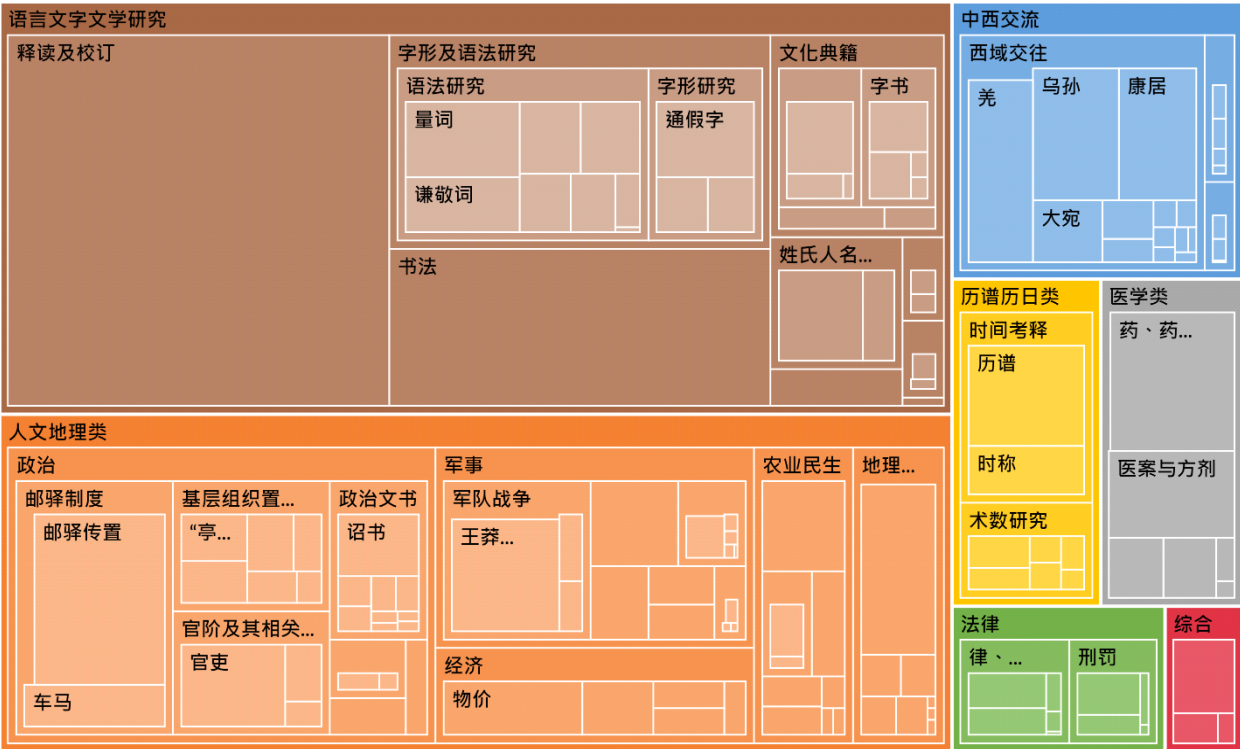 语言文字文学研究
释读及校订
字形及语法研究
语法研究
量词
谦敬词
字形研究
通假字
书法
文化典籍
字书
姓氏人名...
中西交流
西域交往
羌
乌孙
康居
大宛
历谱历日类
时间考释
历谱
时称
术数研究
医学类
药、药...
医案与方剂
人文地理类
政治
邮驿制度
邮驿传置
车马
基层组织置...
“亭...
官阶及其相关...
官吏
政治文书
诏书
军事
军队战争
王莽...
经济
物价
农业民生
地理...
法律
律、...
刑罚
综合